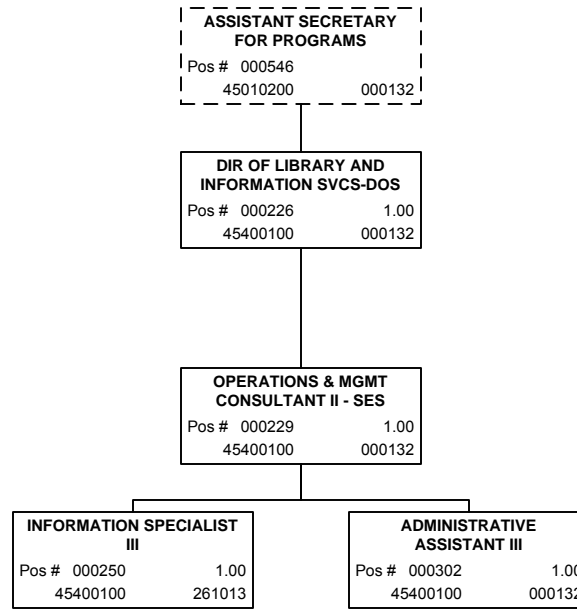 ASSISTANT SECRETARY
FOR PROGRAMS
Pos # 000546
45010200 000132
DIR OF LIBRARY AND
INFORMATION SVCS-DOS
Pos # 000226 1.00
45400100 000132
OPERATIONS & MGMT
CONSULTANT II - SES
Pos # 000229 1.00
45400100 000132
INFORMATION SPECIALIST
III
Pos # 000250 1.00
45400100 261013
ADMINISTRATIVE
ASSISTANT III
Pos # 000302 1.00
45400100 000132